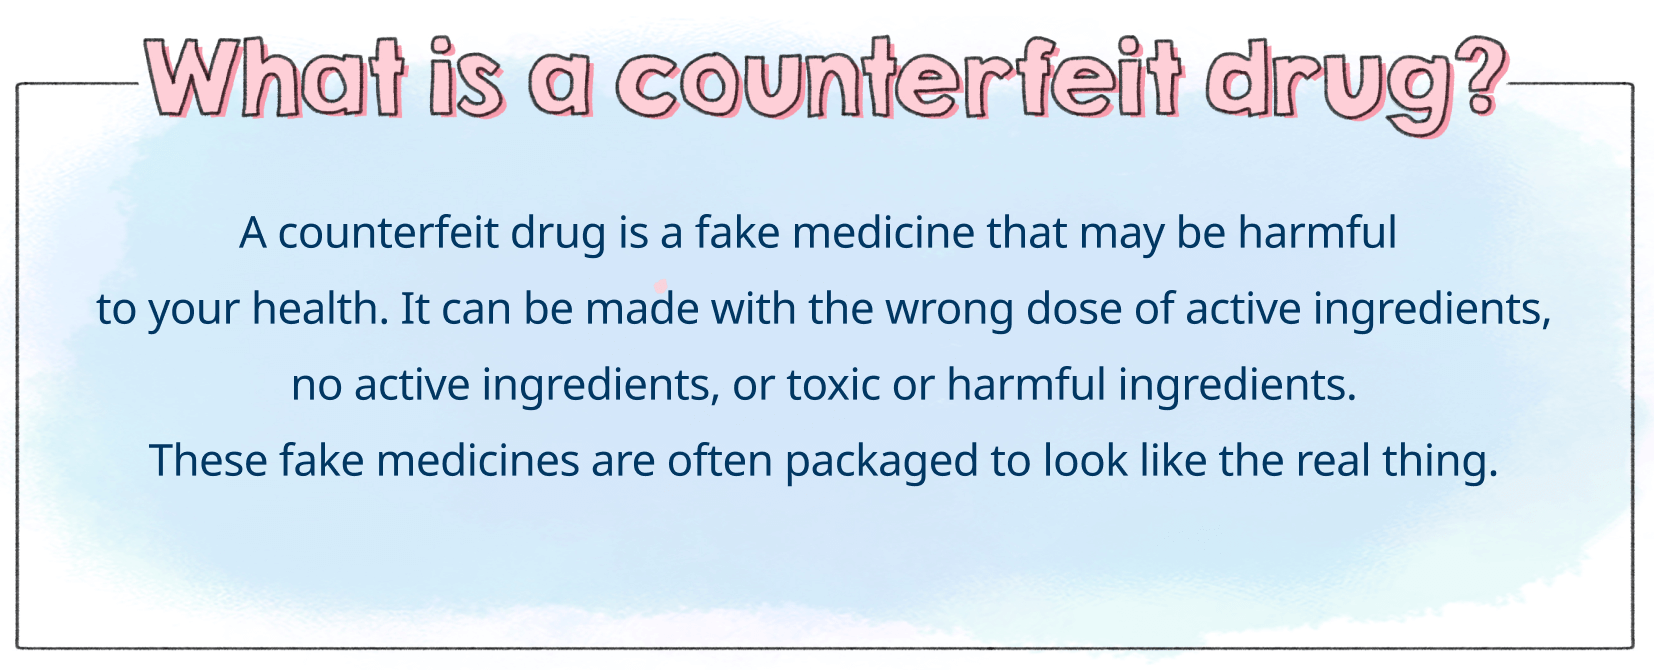 What is a counterfeit drug?
A counterfeit drug is a fake medicine that may be harmful
to your health. It can be made with the wrong dose of active ingredients,
no active ingredients, or toxic or harmful ingredients.
These fake medicines are often packaged to look like the real thing.